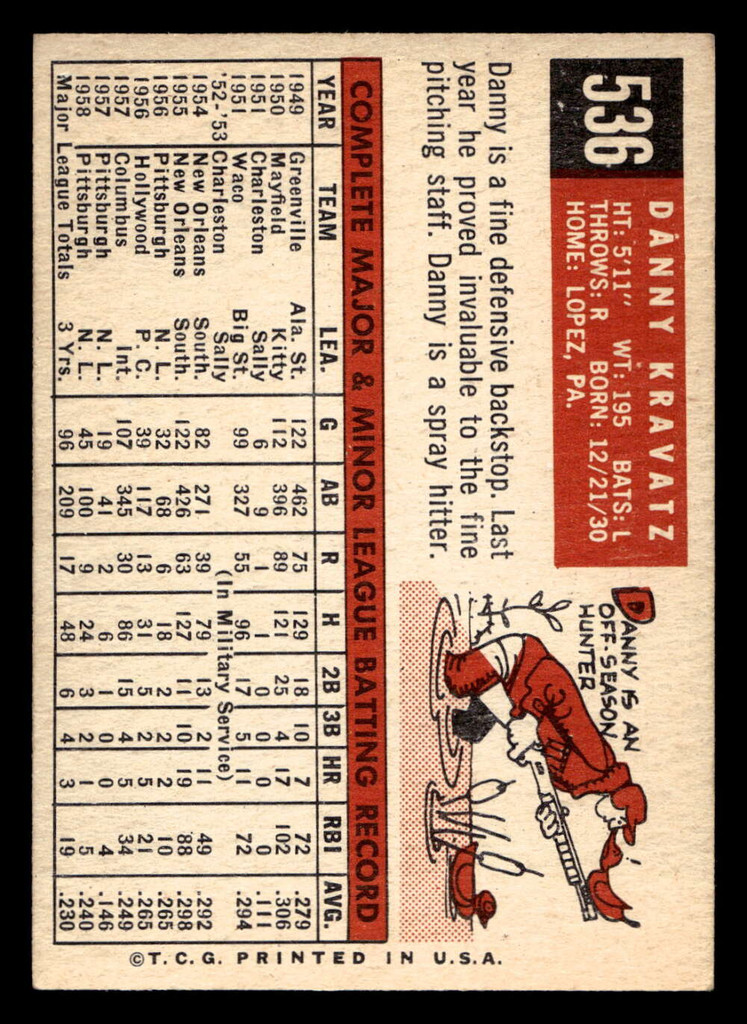 536
DANNY KRAVATZ
HT: 5'11" WT: 195 BATS: L
THROWS: R BORN: 12/21/30
HOME: LOPEZ, PA.
Danny is a fine defensive backstop. Last
year he proved invaluable to the fine
pitching staff. Danny is a spray hitter.
DANNY IS AN
OFF-SEASON
HUNTER
COMPLETE MAJOR & MINOR LEAGUE BATTING RECORD
YEAR TEAM LEA. G AB R H 2B 3B HR RBI AVG.
1949 Greenville Ala. St. 122 462 75 129 18 10 7 72 .279
1950 Mayfield Kitty 112 396 89 121 25 4 17 102 .306
1951 Charleston Sally 6 9 1 1 0 0 0 0 .111
1951 Waco Big St. 99 327 55 96 17 5 11 72 .294
'52-'53 Charleston Sally (In Military Service)
1954 New Orleans South. 82 271 39 79 13 2 11 49 .292
1955 New Orleans South. 122 426 63 127 11 10 19 88 .298
1956 Pittsburgh N. L. 32 68 6 18 2 2 2 10 .265
1956 Hollywood P. C. 39 117 13 31 5 2 5 21 .265
1957 Columbus Int. 107 345 30 86 15 4 5 34 .249
1957 Pittsburgh N. L. 19 41 2 6 1 0 0 4 .146
1958 Pittsburgh N. L. 45 100 9 24 3 2 1 5 .240
Major League Totals 3 Yrs. 96 209 17 48 6 4 3 19 .230
©T.C.G. PRINTED IN U.S.A.